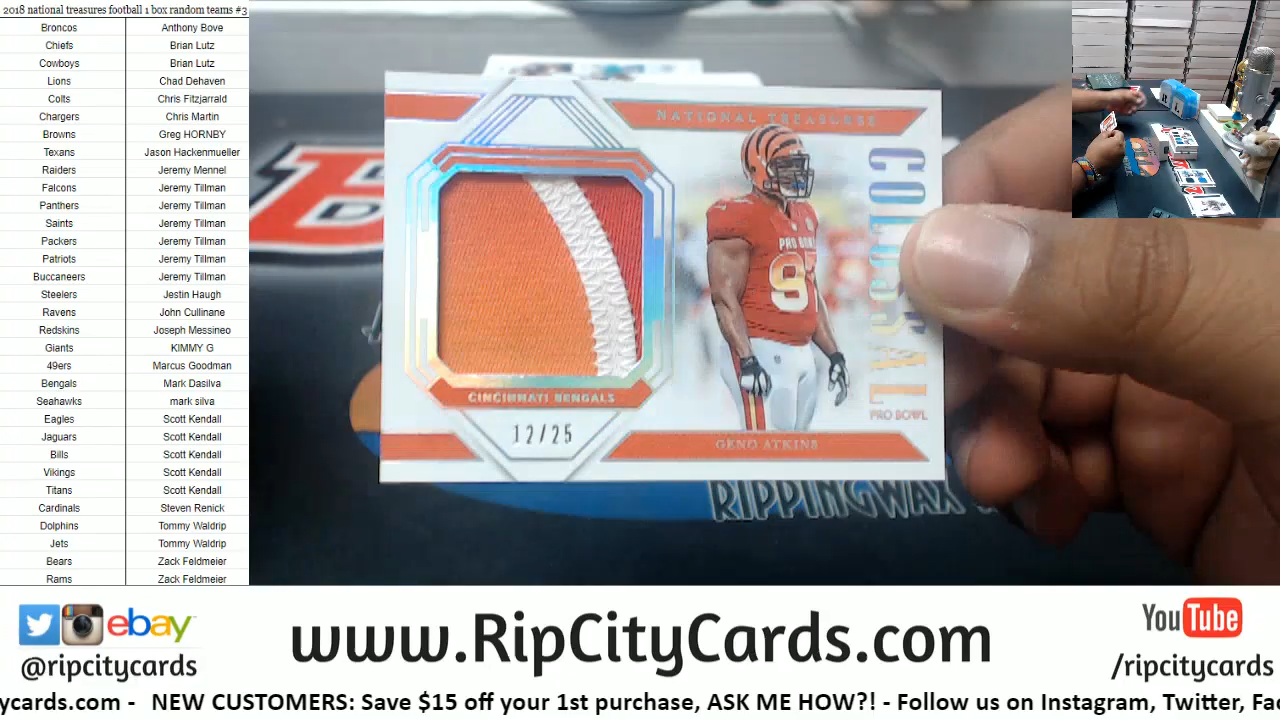 2018 national treasures football 1 box random teams #3
Broncos Anthony Bove
Chiefs Brian Lutz
Cowboys Brian Lutz
Lions Chad Dehaven
Colts Chris Fitzjarrald
Chargers Chris Martin
Browns Greg HORNBY
Texans Jason Hackenmueller
Raiders Jeremy Mennel
Falcons Jeremy Tillman
Panthers Jeremy Tillman
Saints Jeremy Tillman
Packers Jeremy Tillman
Patriots Jeremy Tillman
Buccaneers Jeremy Tillman
Steelers Jestin Haugh
Ravens John Cullinane
Redskins Joseph Messineo
Giants KIMMY G
49ers Marcus Goodman
Bengals Mark Dasilva
Seahawks mark silva
Eagles Scott Kendall
Jaguars Scott Kendall
Bills Scott Kendall
Vikings Scott Kendall
Titans Scott Kendall
Cardinals Steven Renick
Dolphins Tommy Waldrip
Jets Tommy Waldrip
Bears Zack Feldmeier
Rams Zack Feldmeier
NATIONAL TREASURES
COLOSSAL
PRO BOWL
PRO BOWL
97
CINCINNATI BENGALS
12/25
GENO ATKINS
RIPPINGWAX
ebay
@ripcitycards
www.RipCityCards.com
YouTube
/ripcitycards
ycards.com - NEW CUSTOMERS: Save $15 off your 1st purchase, ASK ME HOW?! - Follow us on Instagram, Twitter, Fac